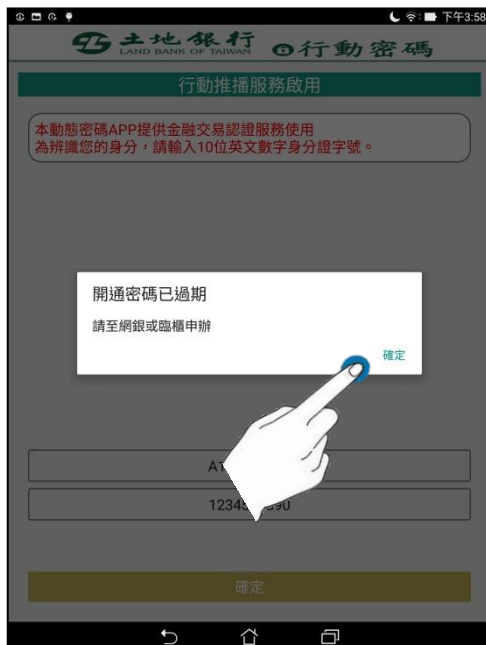 下午3:58
土地銀行
LAND BANK OF TAIWAN
行動密碼
行動推播服務啟用
本動態密碼APP提供金融交易認證服務使用
為辨識您的身分，請輸入10位英文數字身分證字號。
開通密碼已過期
請至網銀或臨櫃申辦
確定
確定